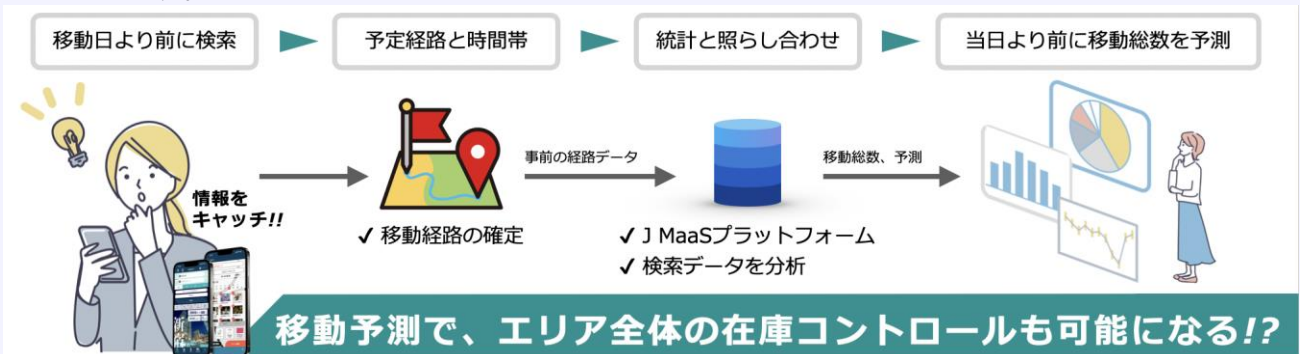 移動日より前に検索
予定経路と時間帯
統計と照らし合わせ
当日より前に移動総数を予測
情報を
キャッチ!!
事前の経路データ
移動総数、予測
✓ 移動経路の確定
✓ J MaaSプラットフォーム
✓ 検索データを分析
移動予測で、エリア全体の在庫コントロールも可能になる!?